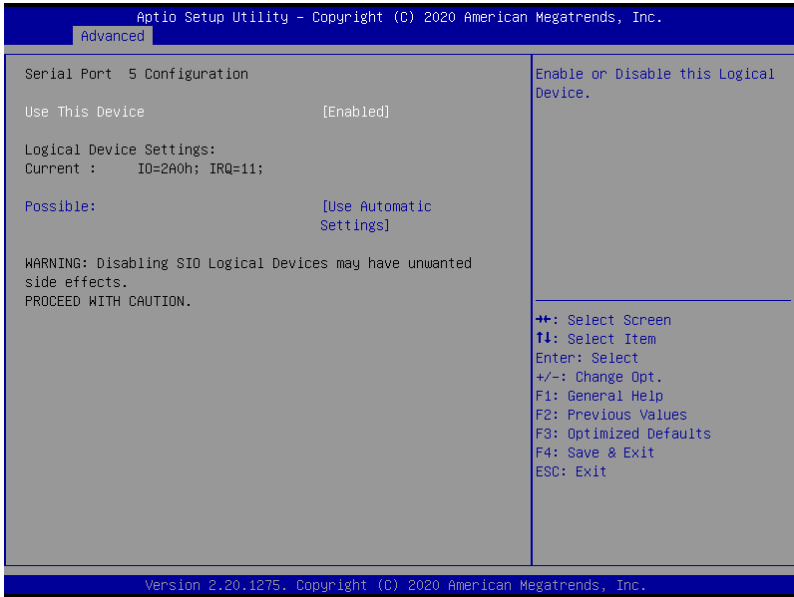 Aptio Setup Utility – Copyright (C) 2020 American Megatrends, Inc.
Advanced
Serial Port  5 Configuration
Use This Device [Enabled]
Logical Device Settings:
Current :    IO=2A0h; IRQ=11;
Possible: [Use Automatic
Settings]
WARNING: Disabling SIO Logical Devices may have unwanted
side effects.
PROCEED WITH CAUTION.
Enable or Disable this Logical
Device.
→←: Select Screen
↑↓: Select Item
Enter: Select
+/-: Change Opt.
F1: General Help
F2: Previous Values
F3: Optimized Defaults
F4: Save & Exit
ESC: Exit
Version 2.20.1275. Copyright (C) 2020 American Megatrends, Inc.